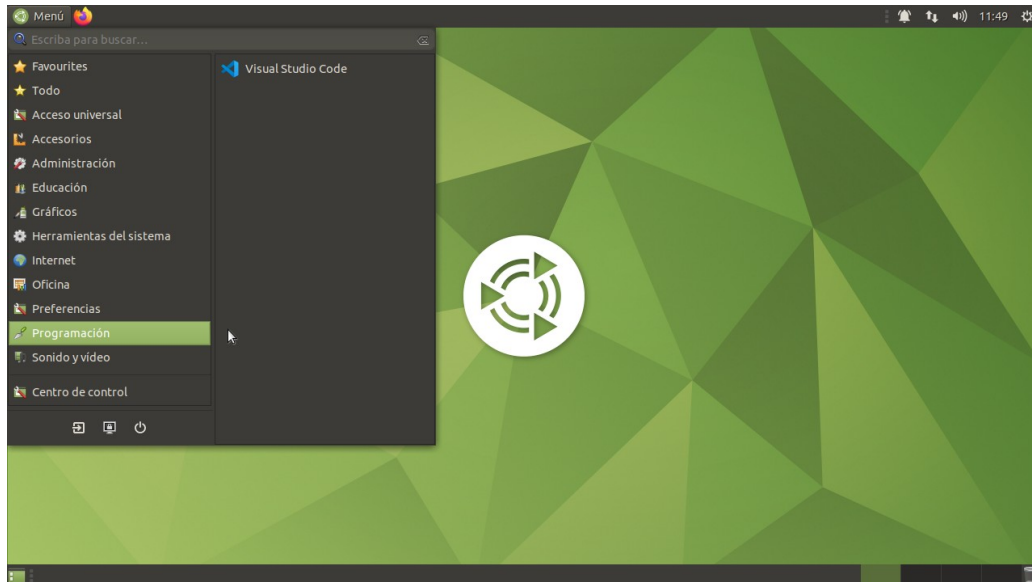 Menú
11:49
Escriba para buscar...
Favourites
Todo
Acceso universal
Accesorios
Administración
Educación
Gráficos
Herramientas del sistema
Internet
Oficina
Preferencias
Programación
Sonido y vídeo
Centro de control
Visual Studio Code